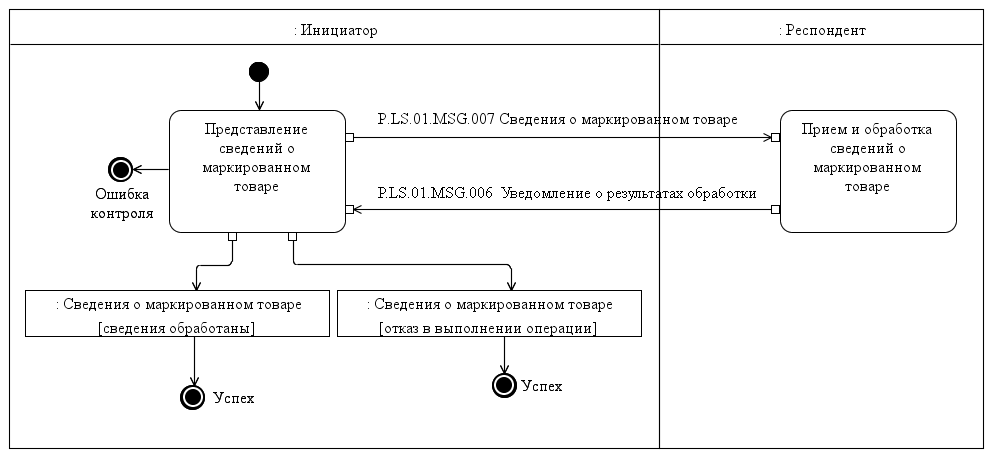 : Инициатор
: Респондент
Представление
сведений о
маркированном
товаре
P.LS.01.MSG.007 Сведения о маркированном товаре
Прием и обработка
сведений о
маркированном
товаре
Ошибка
контроля
P.LS.01.MSG.006 Уведомление о результатах обработки
: Сведения о маркированном товаре
[сведения обработаны]
: Сведения о маркированном товаре
[отказ в выполнении операции]
Успех
Успех